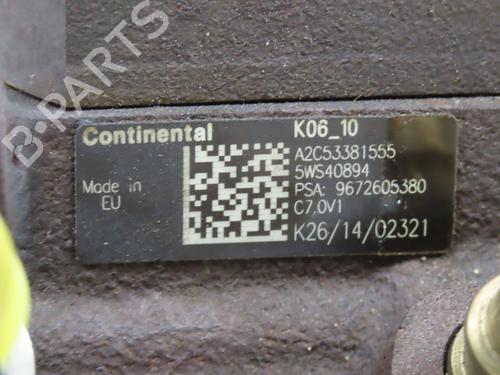 B-PARTS
Continental
K06_10
A2C53381555
5WS40894
Made in
EU
PSA: 9672605380
C7,0V1
K26/14/02321